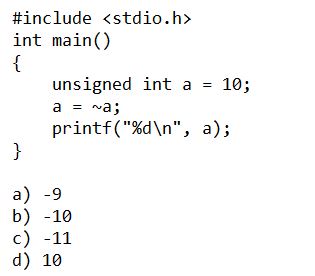 #include <stdio.h>
int main()
{
    unsigned int a = 10;
    a = ~a;
    printf("%d\n", a);
}
a) -9
b) -10
c) -11
d) 10